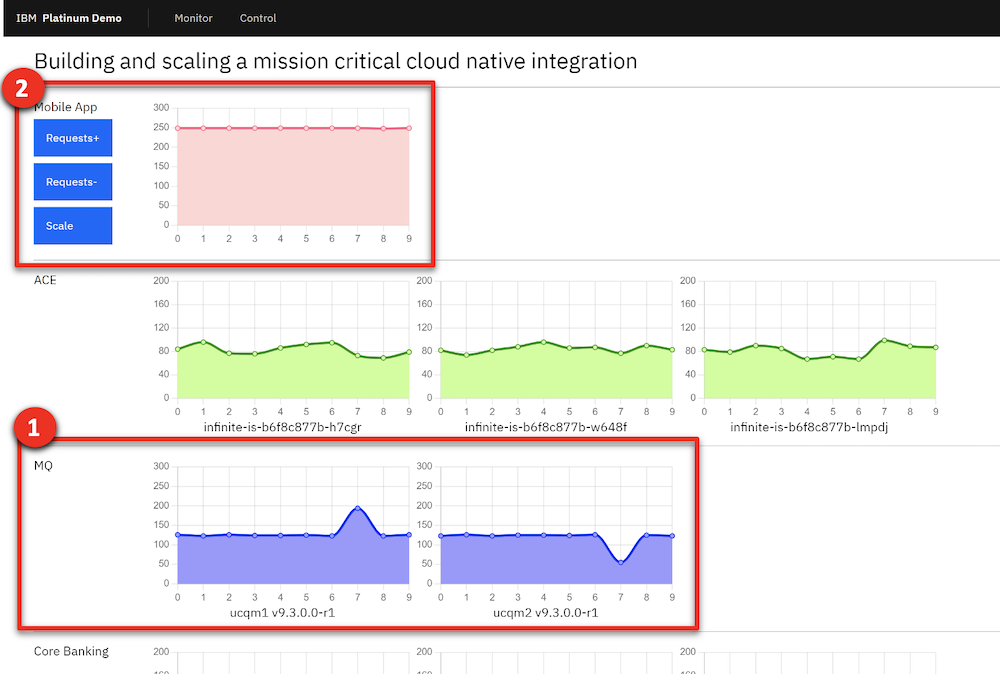 IBM Platinum Demo Monitor Control
Building and scaling a mission critical cloud native integration
2
Mobile App
Requests+
Requests-
Scale
300
250
200
150
100
50
0
0 1 2 3 4 5 6 7 8 9
ACE
200
160
120
80
40
0
0 1 2 3 4 5 6 7 8 9
infinite-is-b6f8c877b-h7cgr
200
160
120
80
40
0
0 1 2 3 4 5 6 7 8 9
infinite-is-b6f8c877b-w648f
200
160
120
80
40
0
0 1 2 3 4 5 6 7 8 9
infinite-is-b6f8c877b-lmpdj
1
MQ
300
250
200
150
100
50
0
0 1 2 3 4 5 6 7 8 9
ucqm1 v9.3.0.0-r1
300
250
200
150
100
50
0
0 1 2 3 4 5 6 7 8 9
ucqm2 v9.3.0.0-r1
Core Banking
200
200
200